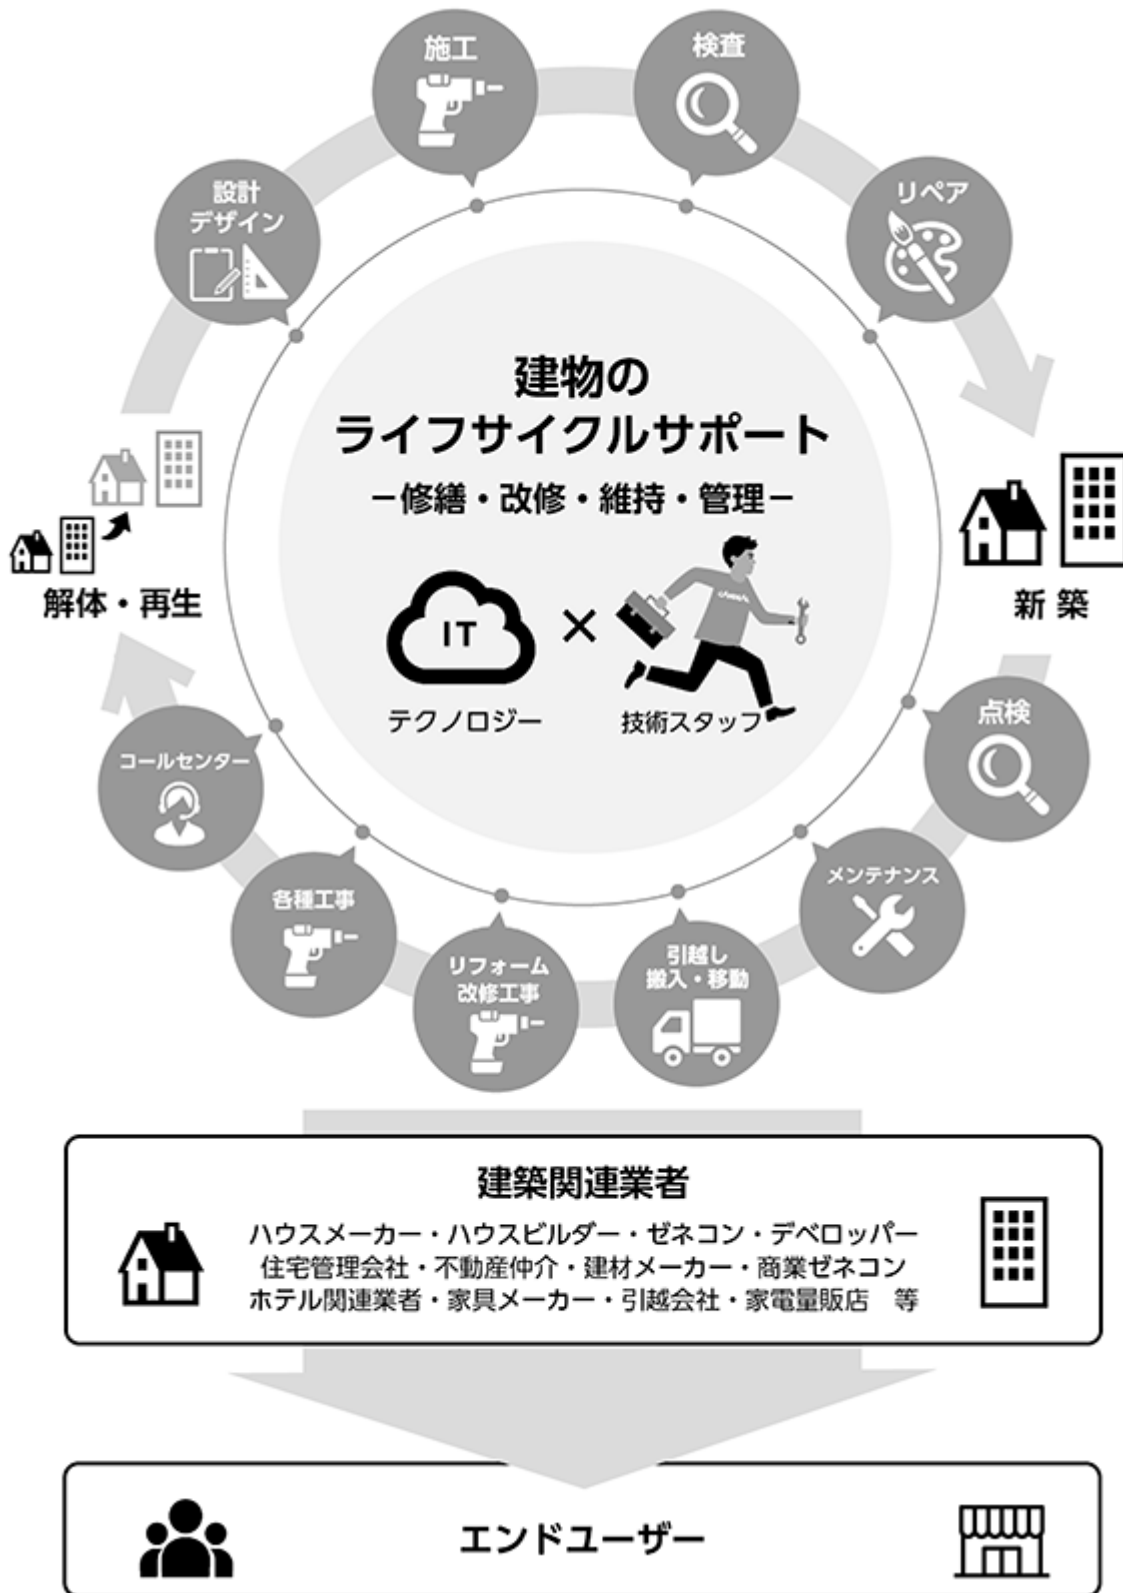 施工
検査
設計
デザイン
リペア
建物の
ライフサイクルサポート
－修繕・改修・維持・管理－
IT
×
テクノロジー
技術スタッフ
解体・再生
新築
点検
コールセンター
メンテナンス
各種工事
リフォーム
改修工事
引越し
搬入・移動
建築関連業者
ハウスメーカー・ハウスビルダー・ゼネコン・デベロッパー
住宅管理会社・不動産仲介・建材メーカー・商業ゼネコン
ホテル関連業者・家具メーカー・引越会社・家電量販店　等
エンドユーザー